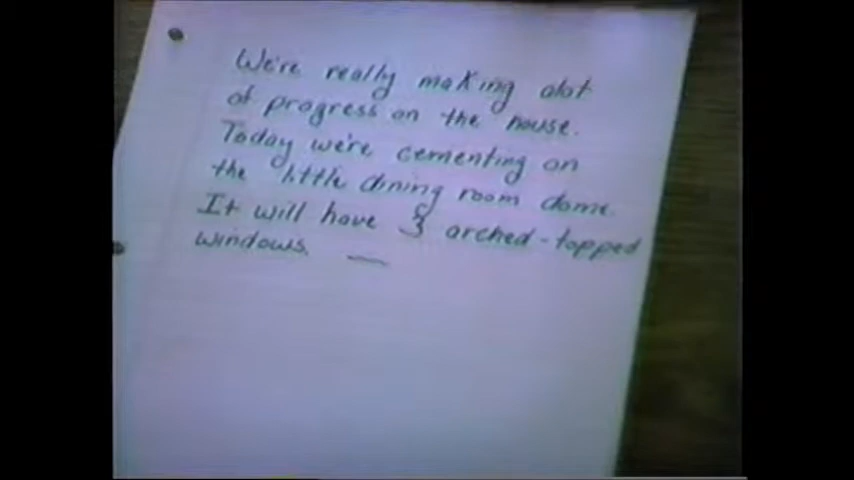 We're really making alot
of progress on the house.
Today we're cementing on
the little dining room dome.
It will have 3 arched-topped
windows. —